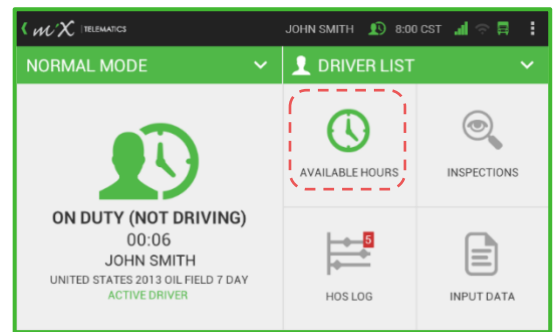 mix TELEMATICS JOHN SMITH 8:00 CST
NORMAL MODE
DRIVER LIST
ON DUTY (NOT DRIVING)
00:06
JOHN SMITH
UNITED STATES 2013 OIL FIELD 7 DAY
ACTIVE DRIVER
AVAILABLE HOURS
INSPECTIONS
5
HOS LOG
INPUT DATA